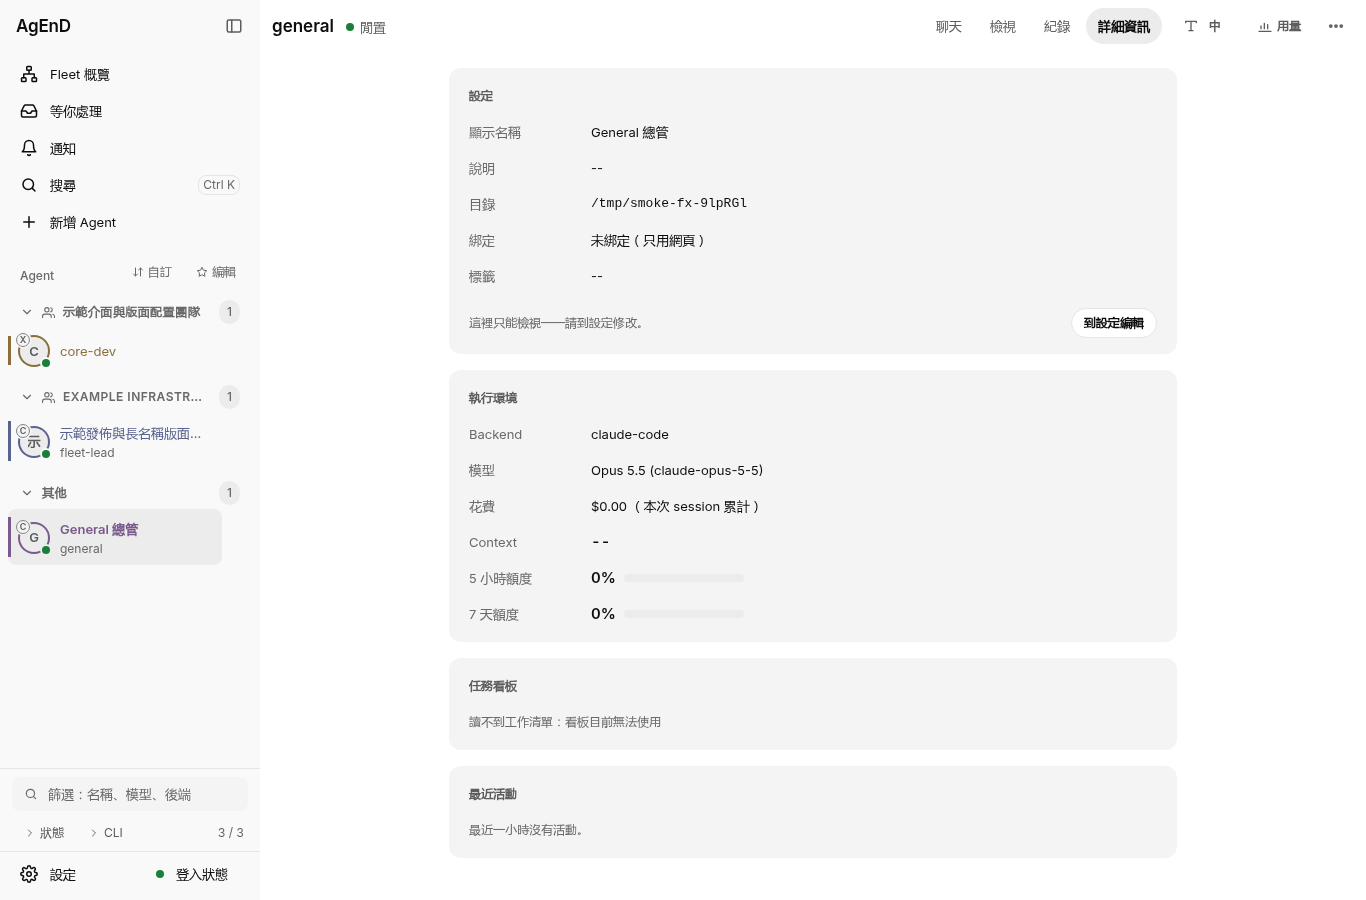 AgEnD
Fleet 概覽
等你處理
通知
搜尋 Ctrl K
新增 Agent
Agent 自訂 編輯
示範介面與版面配置團隊 1
X C core-dev
EXAMPLE INFRASTR... 1
C 示 示範發佈與長名稱版面...
fleet-lead
其他 1
C G General 總管
general
篩選：名稱、模型、後端
狀態 CLI 3 / 3
設定 登入狀態
general 閒置 聊天 檢視 紀錄 詳細資訊 T 中 用量 •••
設定
顯示名稱 General 總管
說明 --
目錄 /tmp/smoke-fx-9lpRGl
綁定 未綁定（只用網頁）
標籤 --
這裡只能檢視——請到設定修改。 到設定編輯
執行環境
Backend claude-code
模型 Opus 5.5 (claude-opus-5-5)
花費 $0.00（本次 session 累計）
Context --
5 小時額度 0%
7 天額度 0%
任務看板
讀不到工作清單：看板目前無法使用
最近活動
最近一小時沒有活動。